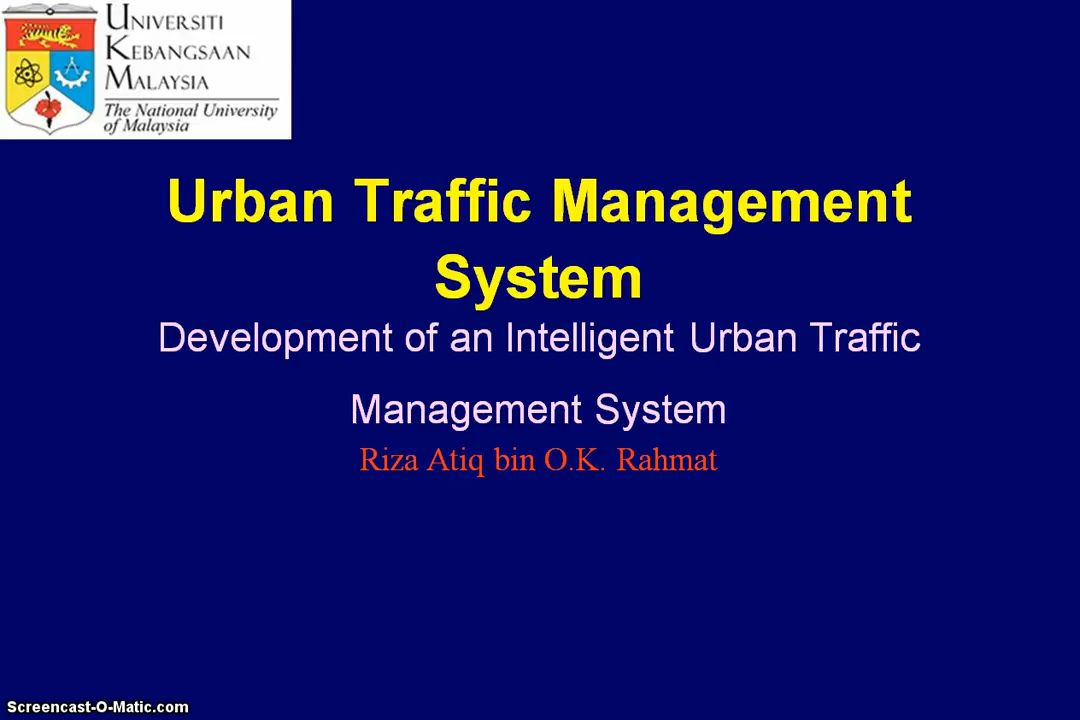 UNIVERSITI
KEBANGSAAN
MALAYSIA
The National University
of Malaysia
Urban Traffic Management
System
Development of an Intelligent Urban Traffic
Management System
Riza Atiq bin O.K. Rahmat
Screencast-O-Matic.com